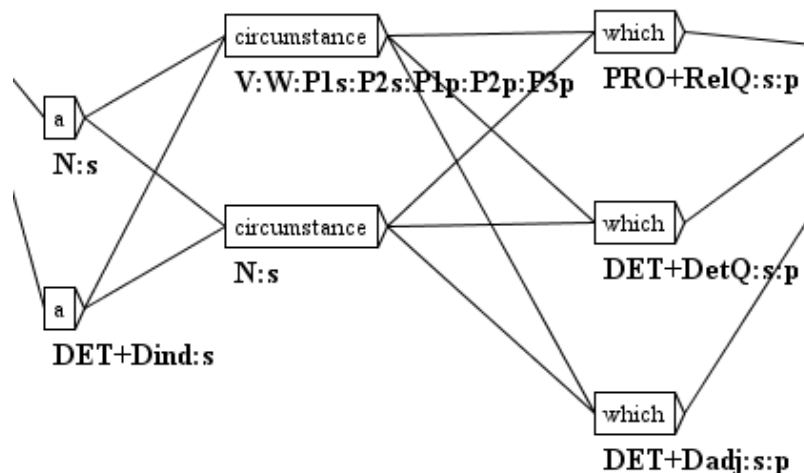 circumstance
which
V:W:P1s:P2s:P1p:P2p:P3p
PRO+RelQ:s:p
a
N:s
circumstance
which
N:s
DET+DetQ:s:p
a
DET+Dind:s
which
DET+Dadj:s:p